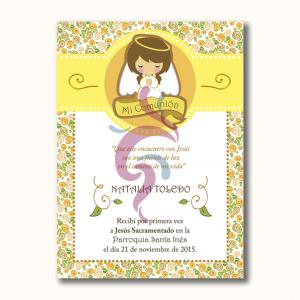 Mi Comunión
"Que este encuentro con Jesús
sea una fuente de luz
en el camino de mi vida"
NATALIA TOLEDO
Recibí por primera vez
a Jesús Sacramentado en la
Parroquia Santa Inés
el día 21 de noviembre de 2015.